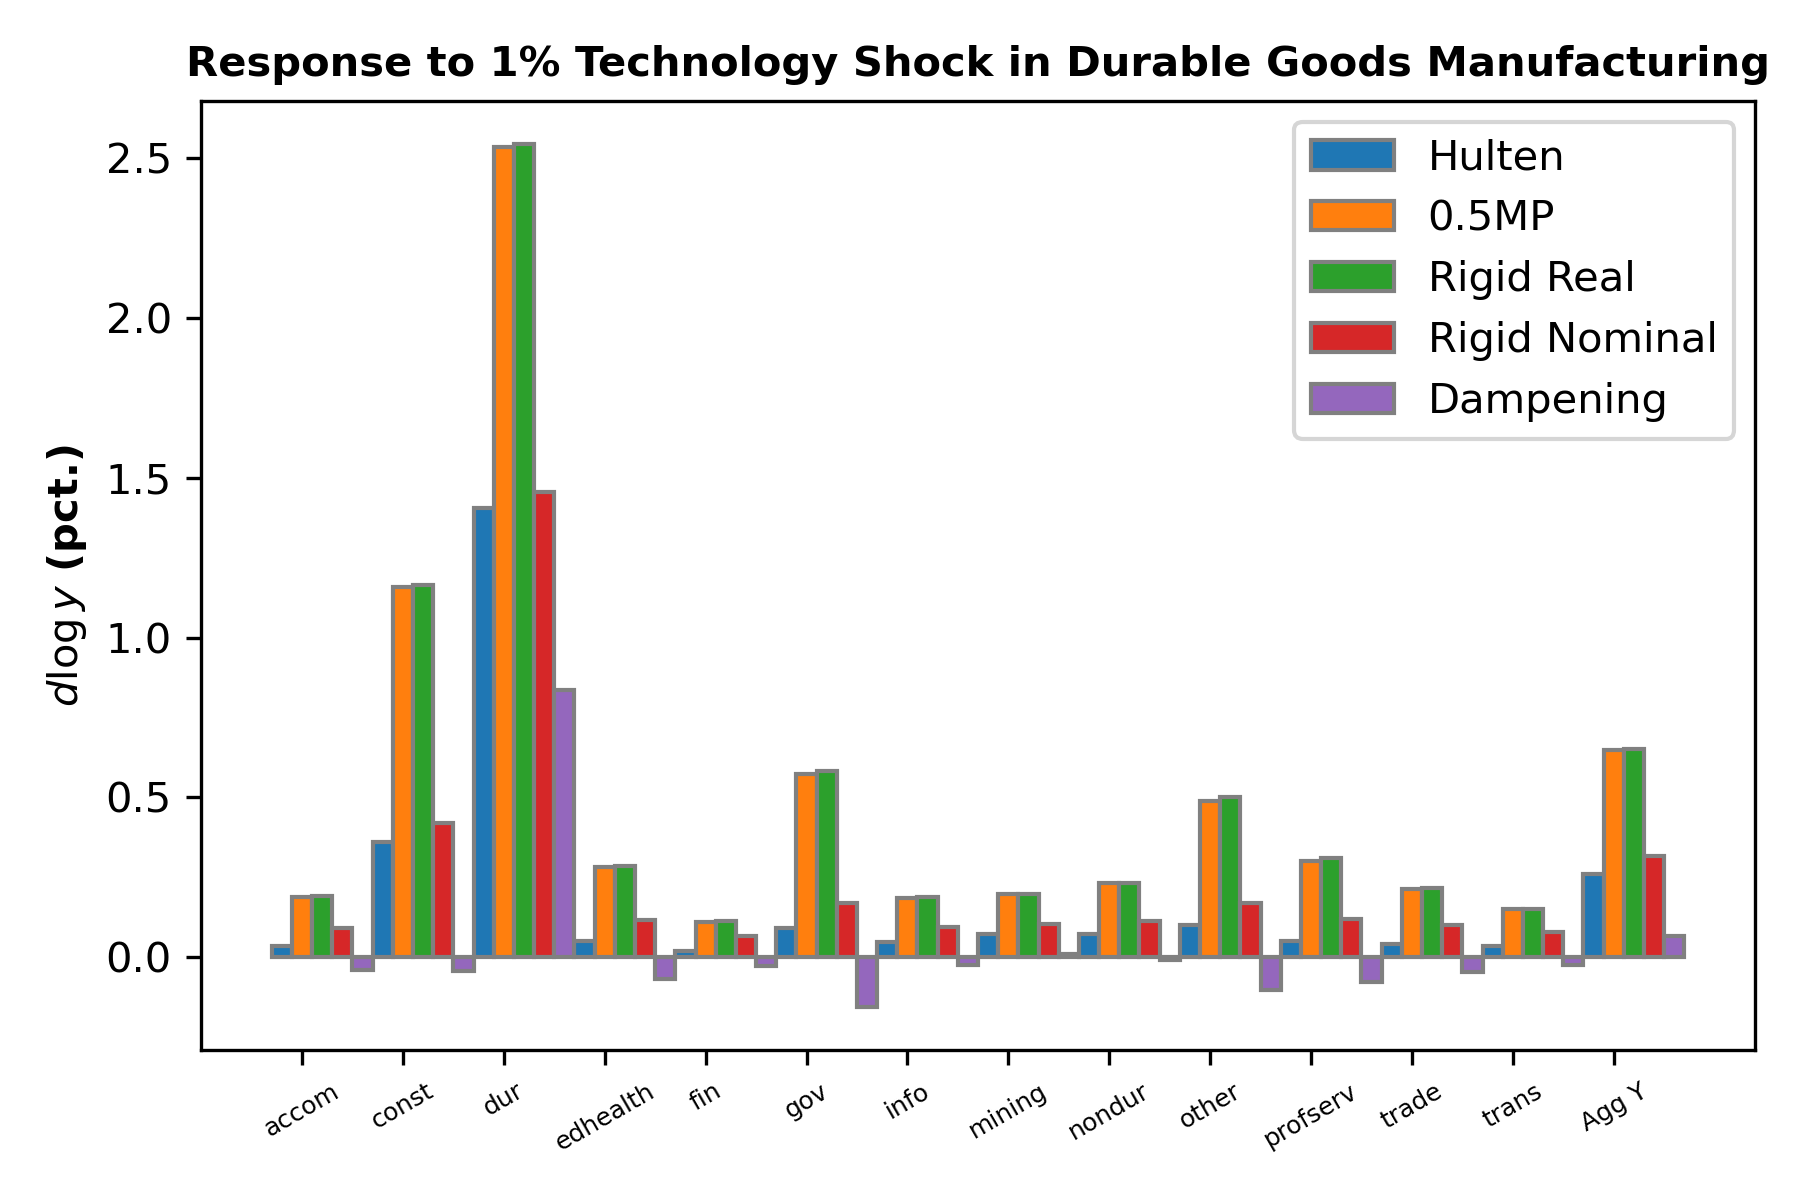 Response to 1% Technology Shock in Durable Goods Manufacturing
Hulten
0.5MP
Rigid Real
Rigid Nominal
Dampening
dlog y (pct.)
2.5
2.0
1.5
1.0
0.5
0.0
accom const dur edhealth fin gov info mining nondur other profserv trade trans Agg Y